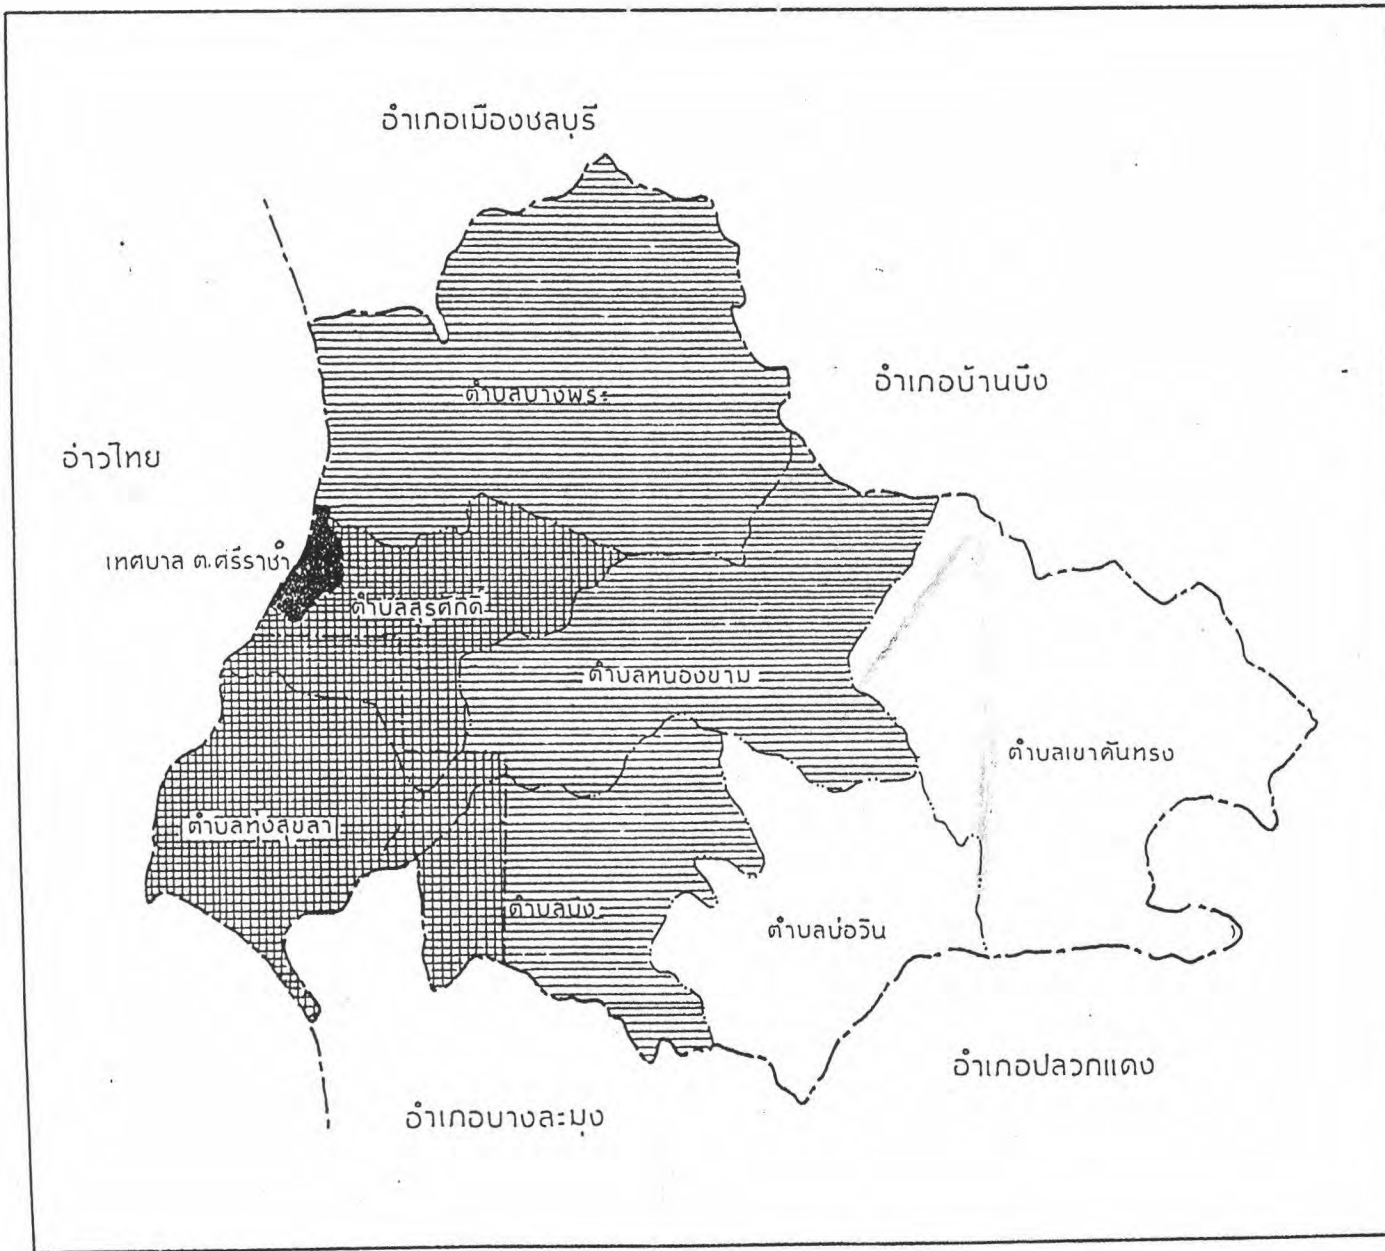 อำเภอเมืองชลบุรี
ตำบลบางพระ
อำเภอบ้านบึง
อ่าวไทย
เทศบาล ต.ศรีราชา
ตำบลสุรศักดิ์
ตำบลหนองขาม
ตำบลเขาคันทรง
ตำบลทุ่งสุขลา
ตำบลบึง
ตำบลบ่อวิน
อำเภอปลวกแดง
อำเภอบางละมุง